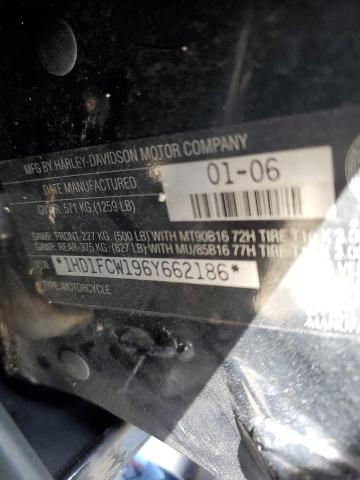 MFG BY HARLEY-DAVIDSON MOTOR COMPANY
DATE MANUFACTURED: 01-06
GVWR: 571 KG.(1259 LB)
GAWR: FRONT-227 KG. (500 LB)WITH MT90B16 72H TIRE
GAWR: REAR-375 KG. (827 LB)WITH MU/85B16 77H TIRE
VIN *1HD1FCW196Y662186*
TYPE:MOTORCYCLE